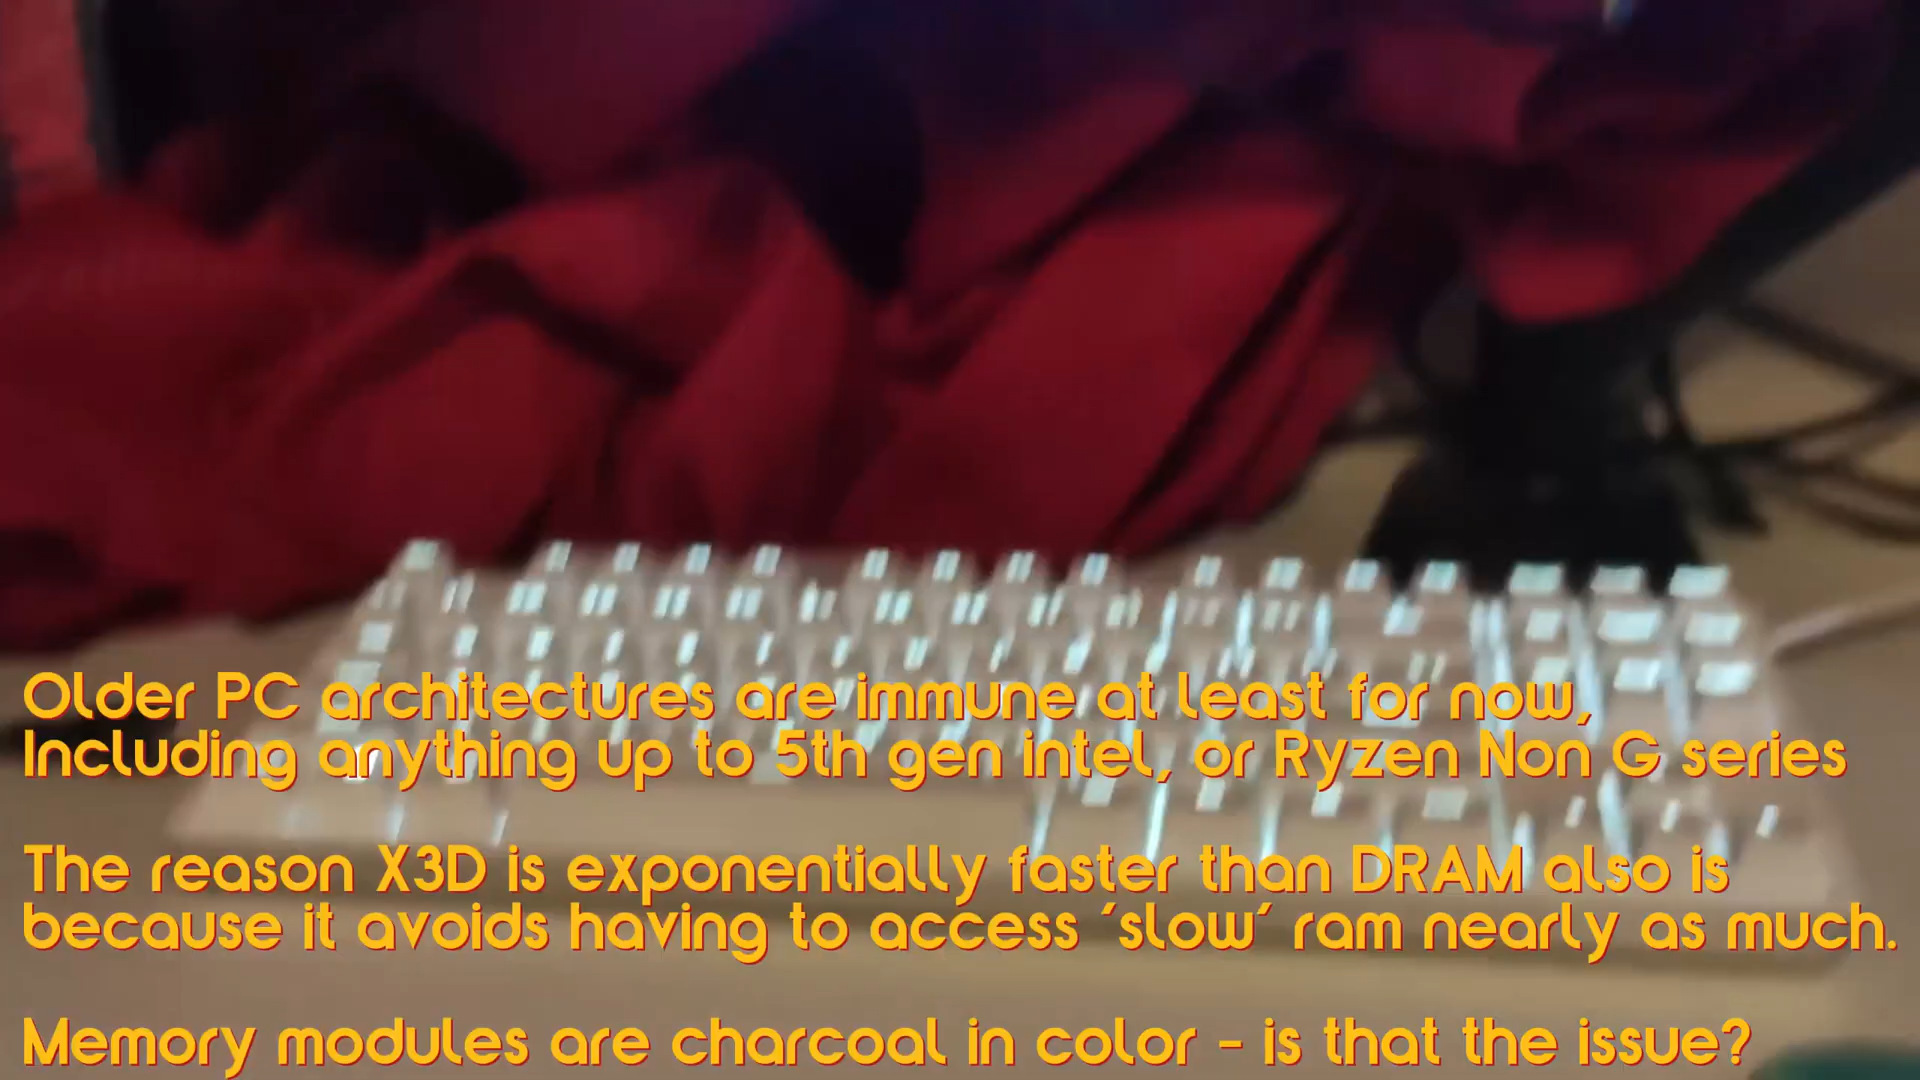 Older PC architectures are immune at least for now,
Including anything up to 5th gen intel, or Ryzen Non G series
The reason X3D is exponentially faster than DRAM also is
because it avoids having to access 'slow' ram nearly as much.
Memory modules are charcoal in color - is that the issue?